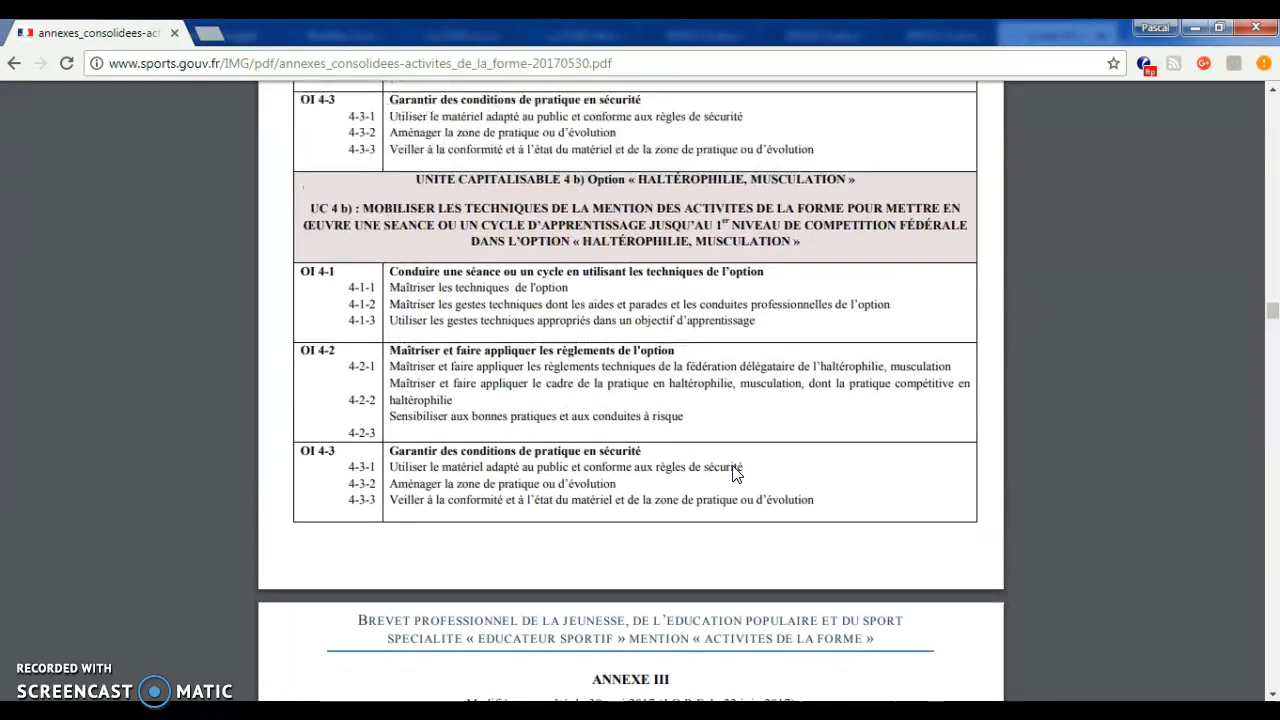 annexes_consolidees-act
Pascal
www.sports.gouv.fr/IMG/pdf/annexes_consolidees-activites_de_la_forme-20170530.pdf
ftp
OI 4-3 Garantir des conditions de pratique en sécurité
4-3-1 Utiliser le matériel adapté au public et conforme aux règles de sécurité
4-3-2 Aménager la zone de pratique ou d’évolution
4-3-3 Veiller à la conformité et à l’état du matériel et de la zone de pratique ou d’évolution
UNITE CAPITALISABLE 4 b) Option « HALTÉROPHILIE, MUSCULATION »
UC 4 b) : MOBILISER LES TECHNIQUES DE LA MENTION DES ACTIVITES DE LA FORME POUR METTRE EN
ŒUVRE UNE SEANCE OU UN CYCLE D’APPRENTISSAGE JUSQU’AU 1er NIVEAU DE COMPETITION FÉDÉRALE
DANS L’OPTION « HALTÉROPHILIE, MUSCULATION »
OI 4-1 Conduire une séance ou un cycle en utilisant les techniques de l’option
4-1-1 Maîtriser les techniques de l'option
4-1-2 Maîtriser les gestes techniques dont les aides et parades et les conduites professionnelles de l’option
4-1-3 Utiliser les gestes techniques appropriés dans un objectif d’apprentissage
OI 4-2 Maîtriser et faire appliquer les règlements de l'option
4-2-1 Maîtriser et faire appliquer les règlements techniques de la fédération délégataire de l’haltérophilie, musculation
Maîtriser et faire appliquer le cadre de la pratique en haltérophilie, musculation, dont la pratique compétitive en
4-2-2 haltérophilie
Sensibiliser aux bonnes pratiques et aux conduites à risque
4-2-3
OI 4-3 Garantir des conditions de pratique en sécurité
4-3-1 Utiliser le matériel adapté au public et conforme aux règles de sécurité
4-3-2 Aménager la zone de pratique ou d’évolution
4-3-3 Veiller à la conformité et à l’état du matériel et de la zone de pratique ou d’évolution
BREVET PROFESSIONNEL DE LA JEUNESSE, DE L’EDUCATION POPULAIRE ET DU SPORT
SPECIALITE « EDUCATEUR SPORTIF » MENTION « ACTIVITES DE LA FORME »
ANNEXE III
RECORDED WITH
SCREENCAST MATIC